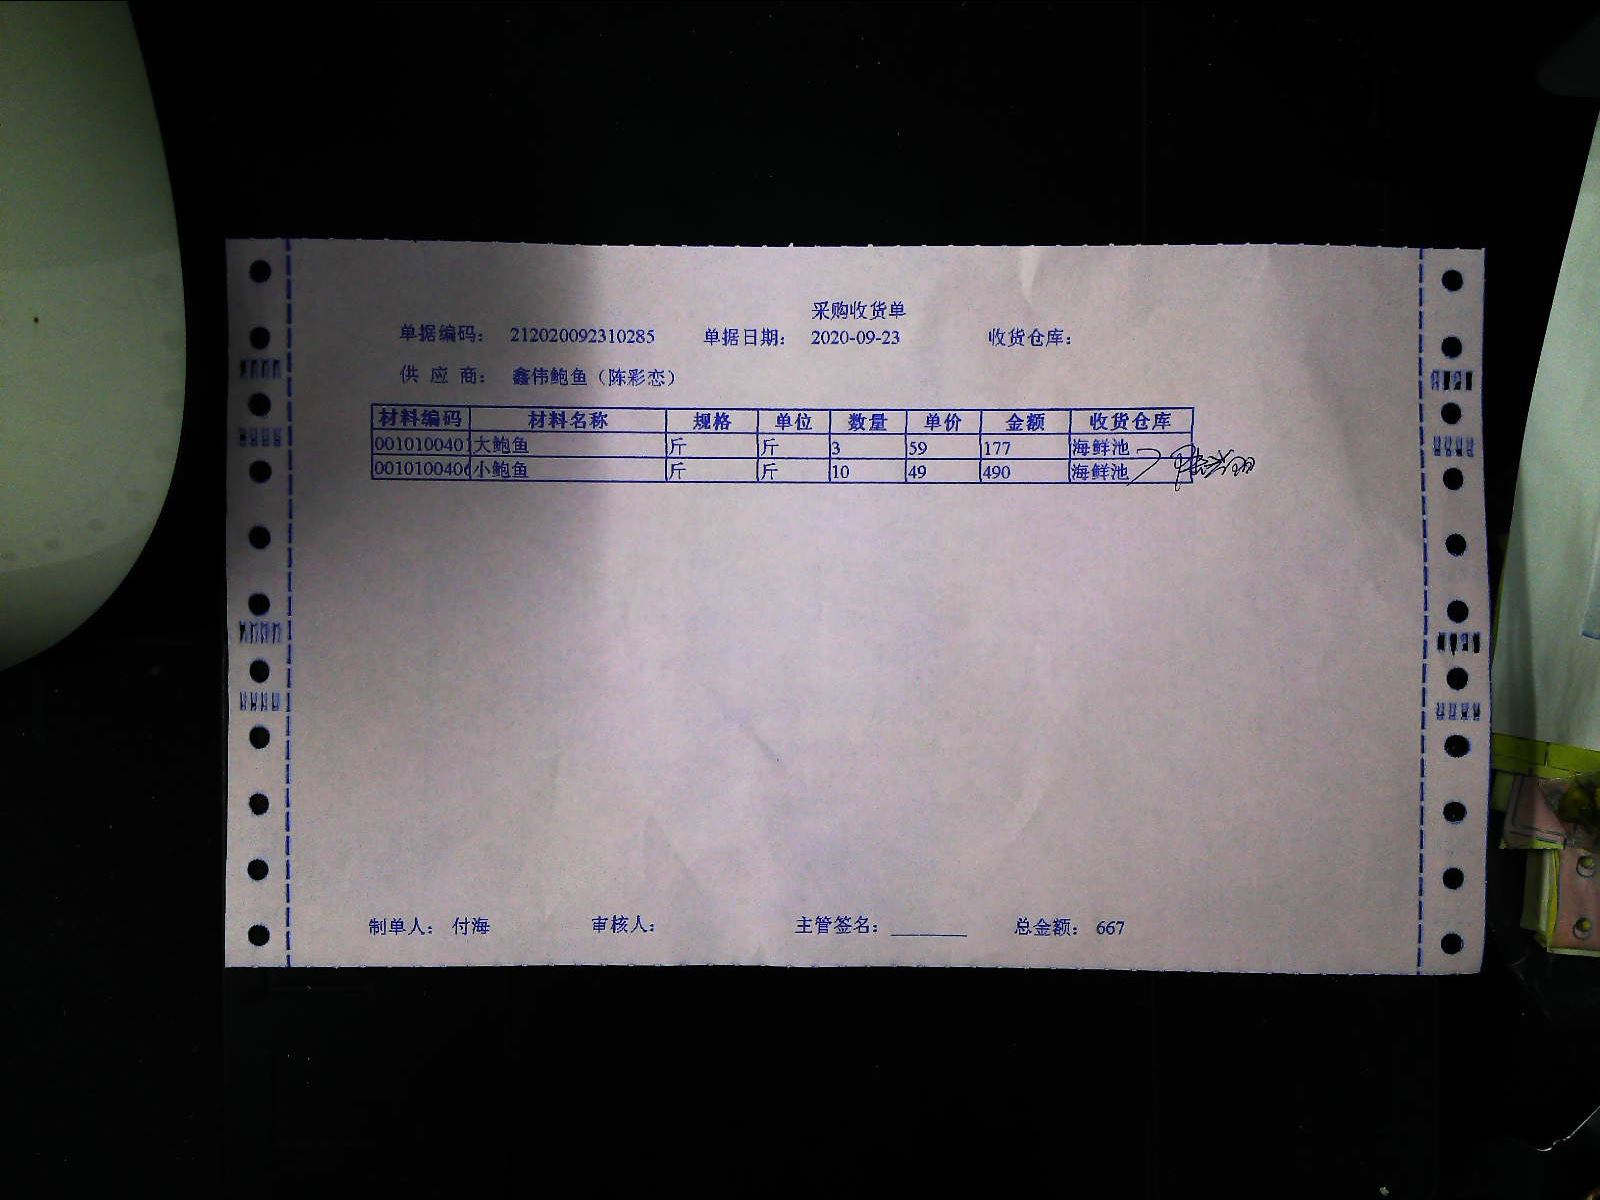 采购收货单
单据编码： 212020092310285 单据日期： 2020-09-23 收货仓库：
供 应 商： 鑫伟鲍鱼（陈彩恋）
材料编码 材料名称 规格 单位 数量 单价 金额 收货仓库
0010100401 大鲍鱼 斤 斤 3 59 177 海鲜池
001010040 小鲍鱼 斤 斤 10 49 490 海鲜池
制单人： 付海 审核人： 主管签名： 总金额： 667